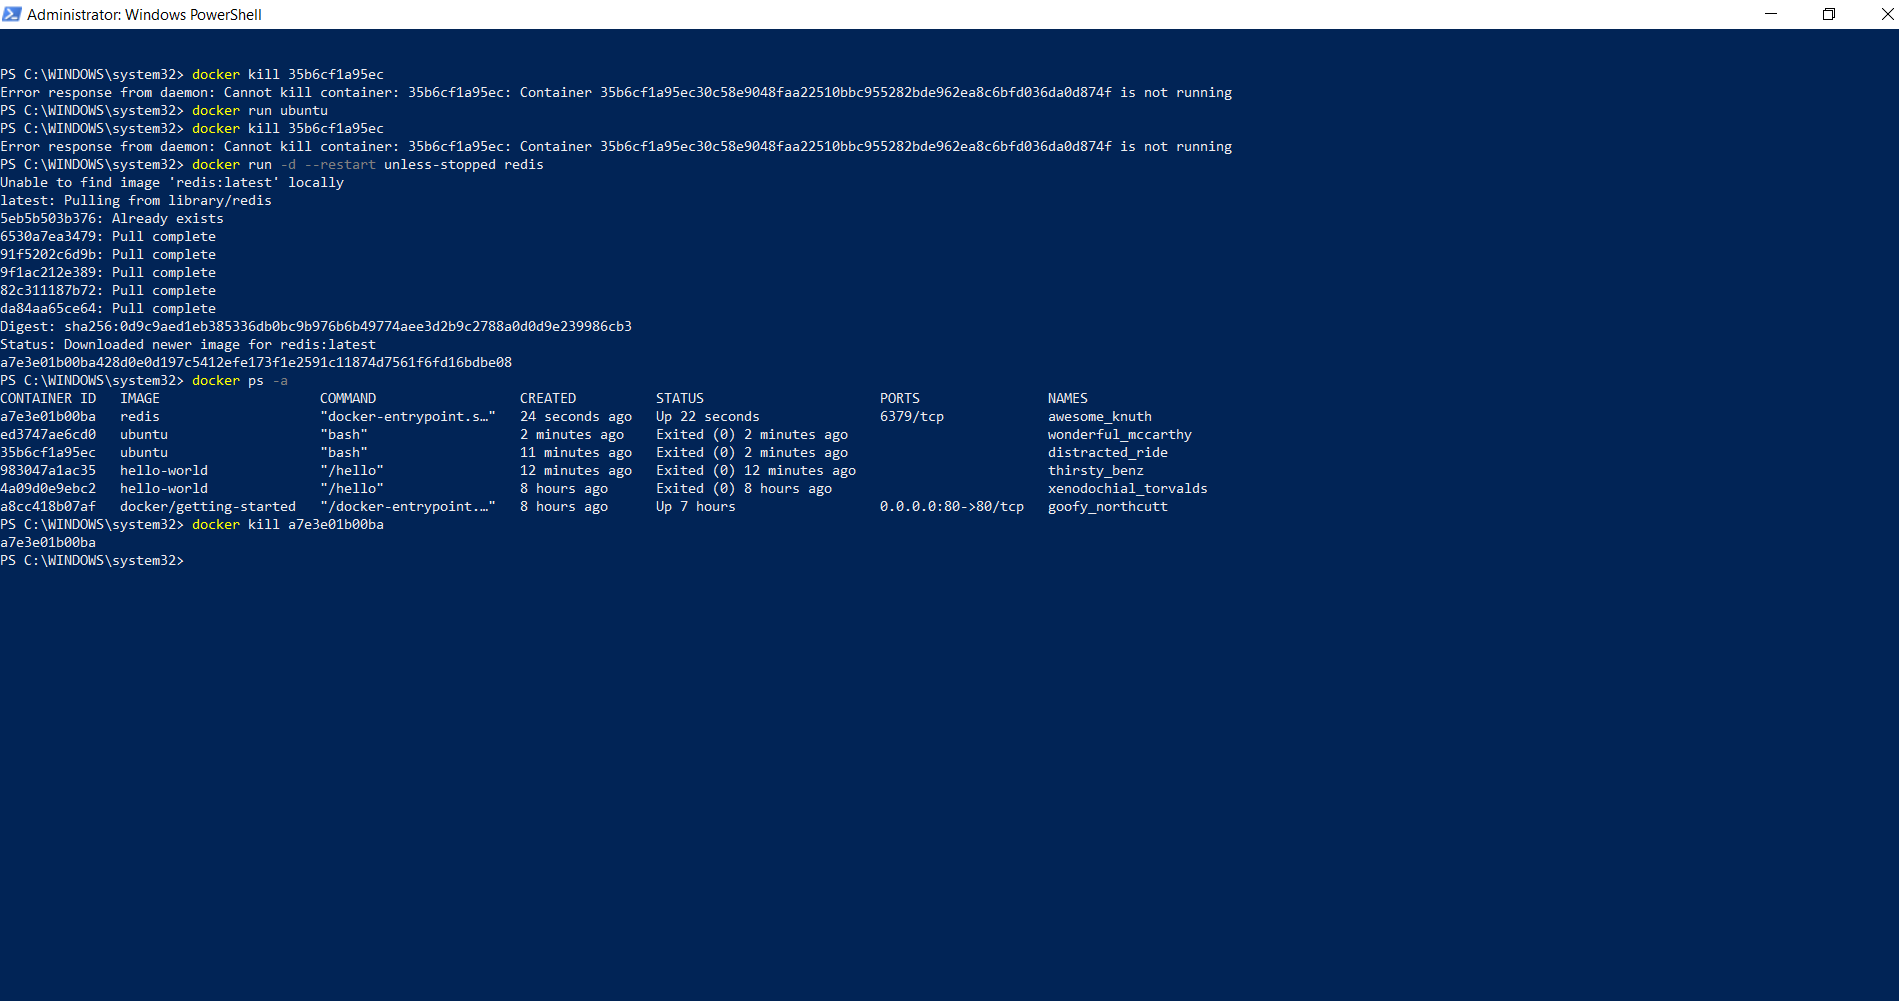 Administrator: Windows PowerShell
PS C:\WINDOWS\system32> docker kill 35b6cf1a95ec
Error response from daemon: Cannot kill container: 35b6cf1a95ec: Container 35b6cf1a95ec30c58e9048faa22510bbc955282bde962ea8c6bfd036da0d874f is not running
PS C:\WINDOWS\system32> docker run ubuntu
PS C:\WINDOWS\system32> docker kill 35b6cf1a95ec
Error response from daemon: Cannot kill container: 35b6cf1a95ec: Container 35b6cf1a95ec30c58e9048faa22510bbc955282bde962ea8c6bfd036da0d874f is not running
PS C:\WINDOWS\system32> docker run -d --restart unless-stopped redis
Unable to find image 'redis:latest' locally
latest: Pulling from library/redis
5eb5b503b376: Already exists
6530a7ea3479: Pull complete
91f5202c6d9b: Pull complete
9f1ac212e389: Pull complete
82c311187b72: Pull complete
da84aa65ce64: Pull complete
Digest: sha256:0d9c9aed1eb385336db0bc9b976b6b49774aee3d2b9c2788a0d0d9e239986cb3
Status: Downloaded newer image for redis:latest
a7e3e01b00ba428d0e0d197c5412efe173f1e2591c11874d7561f6fd16bdbe08
PS C:\WINDOWS\system32> docker ps -a
CONTAINER ID   IMAGE                    COMMAND                  CREATED          STATUS                      PORTS                NAMES
a7e3e01b00ba   redis                    "docker-entrypoint.s…"   24 seconds ago   Up 22 seconds               6379/tcp             awesome_knuth
ed3747ae6cd0   ubuntu                   "bash"                   2 minutes ago    Exited (0) 2 minutes ago                         wonderful_mccarthy
35b6cf1a95ec   ubuntu                   "bash"                   11 minutes ago   Exited (0) 2 minutes ago                         distracted_ride
983047a1ac35   hello-world              "/hello"                 12 minutes ago   Exited (0) 12 minutes ago                        thirsty_benz
4a09d0e9ebc2   hello-world              "/hello"                 8 hours ago      Exited (0) 8 hours ago                           xenodochial_torvalds
a8cc418b07af   docker/getting-started   "/docker-entrypoint.…"   8 hours ago      Up 7 hours                  0.0.0.0:80->80/tcp   goofy_northcutt
PS C:\WINDOWS\system32> docker kill a7e3e01b00ba
a7e3e01b00ba
PS C:\WINDOWS\system32>